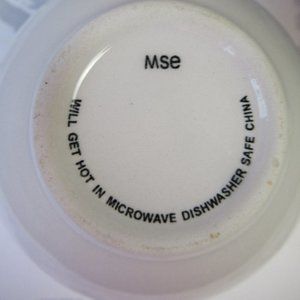 MSe
WILL GET HOT IN MICROWAVE DISHWASHER SAFE CHINA